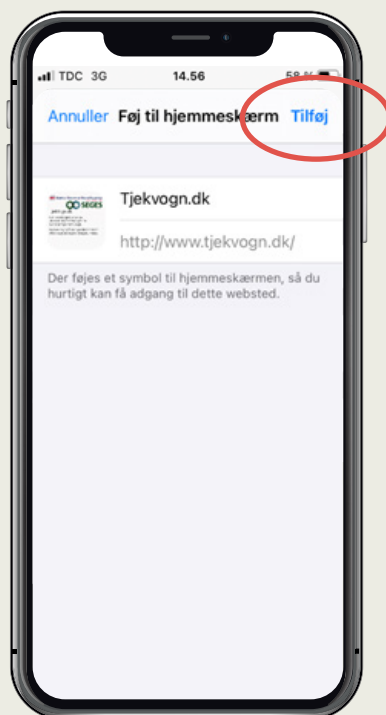 TDC 3G 14.56 58 %
Annuller Føj til hjemmeskærm Tilføj
SEGES
Tjekvogn.dk
http://www.tjekvogn.dk/
Der føjes et symbol til hjemmeskærmen, så du
hurtigt kan få adgang til dette websted.